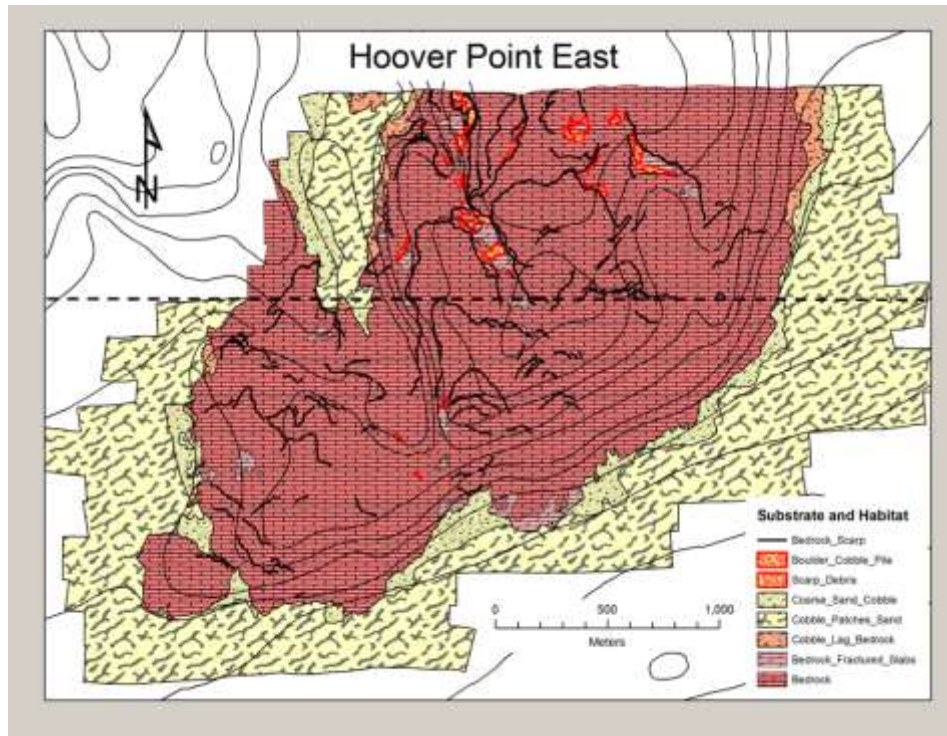 Hoover Point East
N
Substrate and Habitat
Bedrock_Scarp
Boulder_Cobble_Pile
Scarp_Debris
Coarse_Sand_Cobble
Cobble_Patches_Sand
Cobble_Lag_Bedrock
Bedrock_Fractured_Slabs
Bedrock
0 500 1,000
Meters